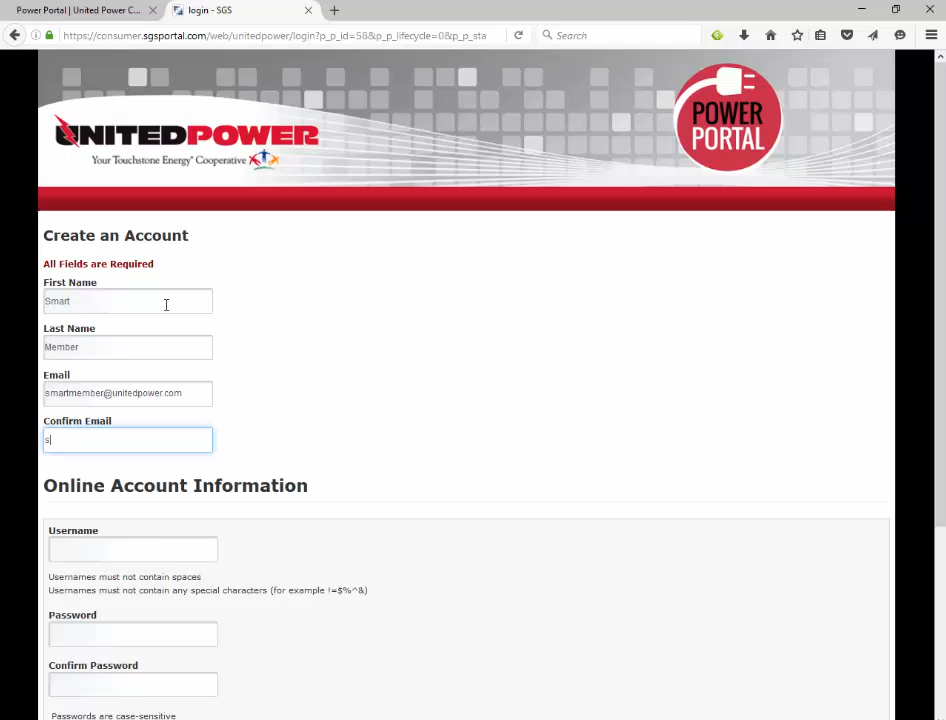 Power Portal | United Power C...
login - SGS
https://consumer.sgsportal.com/web/unitedpower/login?p_p_id=58&p_p_lifecycle=0&p_p_sta
Search
UNITEDPOWER
Your Touchstone Energy® Cooperative
POWER
PORTAL
Create an Account
All Fields are Required
First Name
Smart
Last Name
Member
Email
smartmember@unitedpower.com
Confirm Email
s
Online Account Information
Username
Usernames must not contain spaces
Usernames must not contain any special characters (for example !=$%^&)
Password
Confirm Password
Passwords are case-sensitive